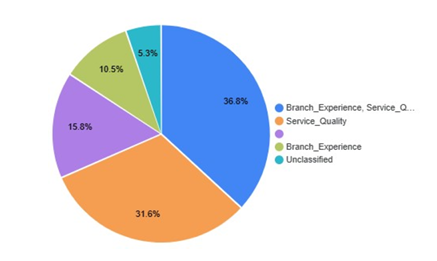 5.3%
10.5%
36.8%
15.8%
31.6%
Branch_Experience, Service_Q...
Service_Quality
Branch_Experience
Unclassified